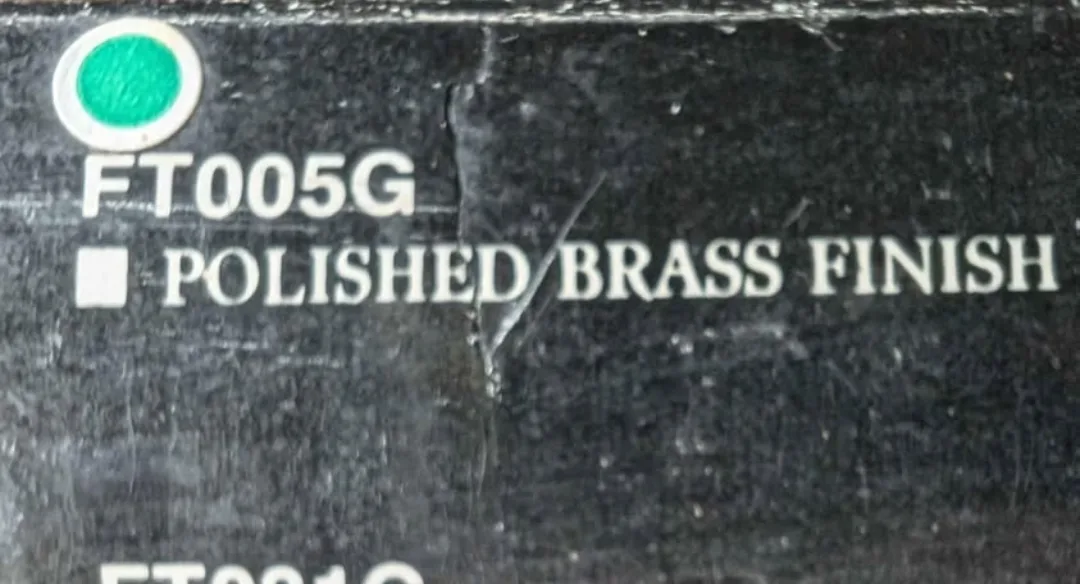 FT005G
POLISHED BRASS FINISH